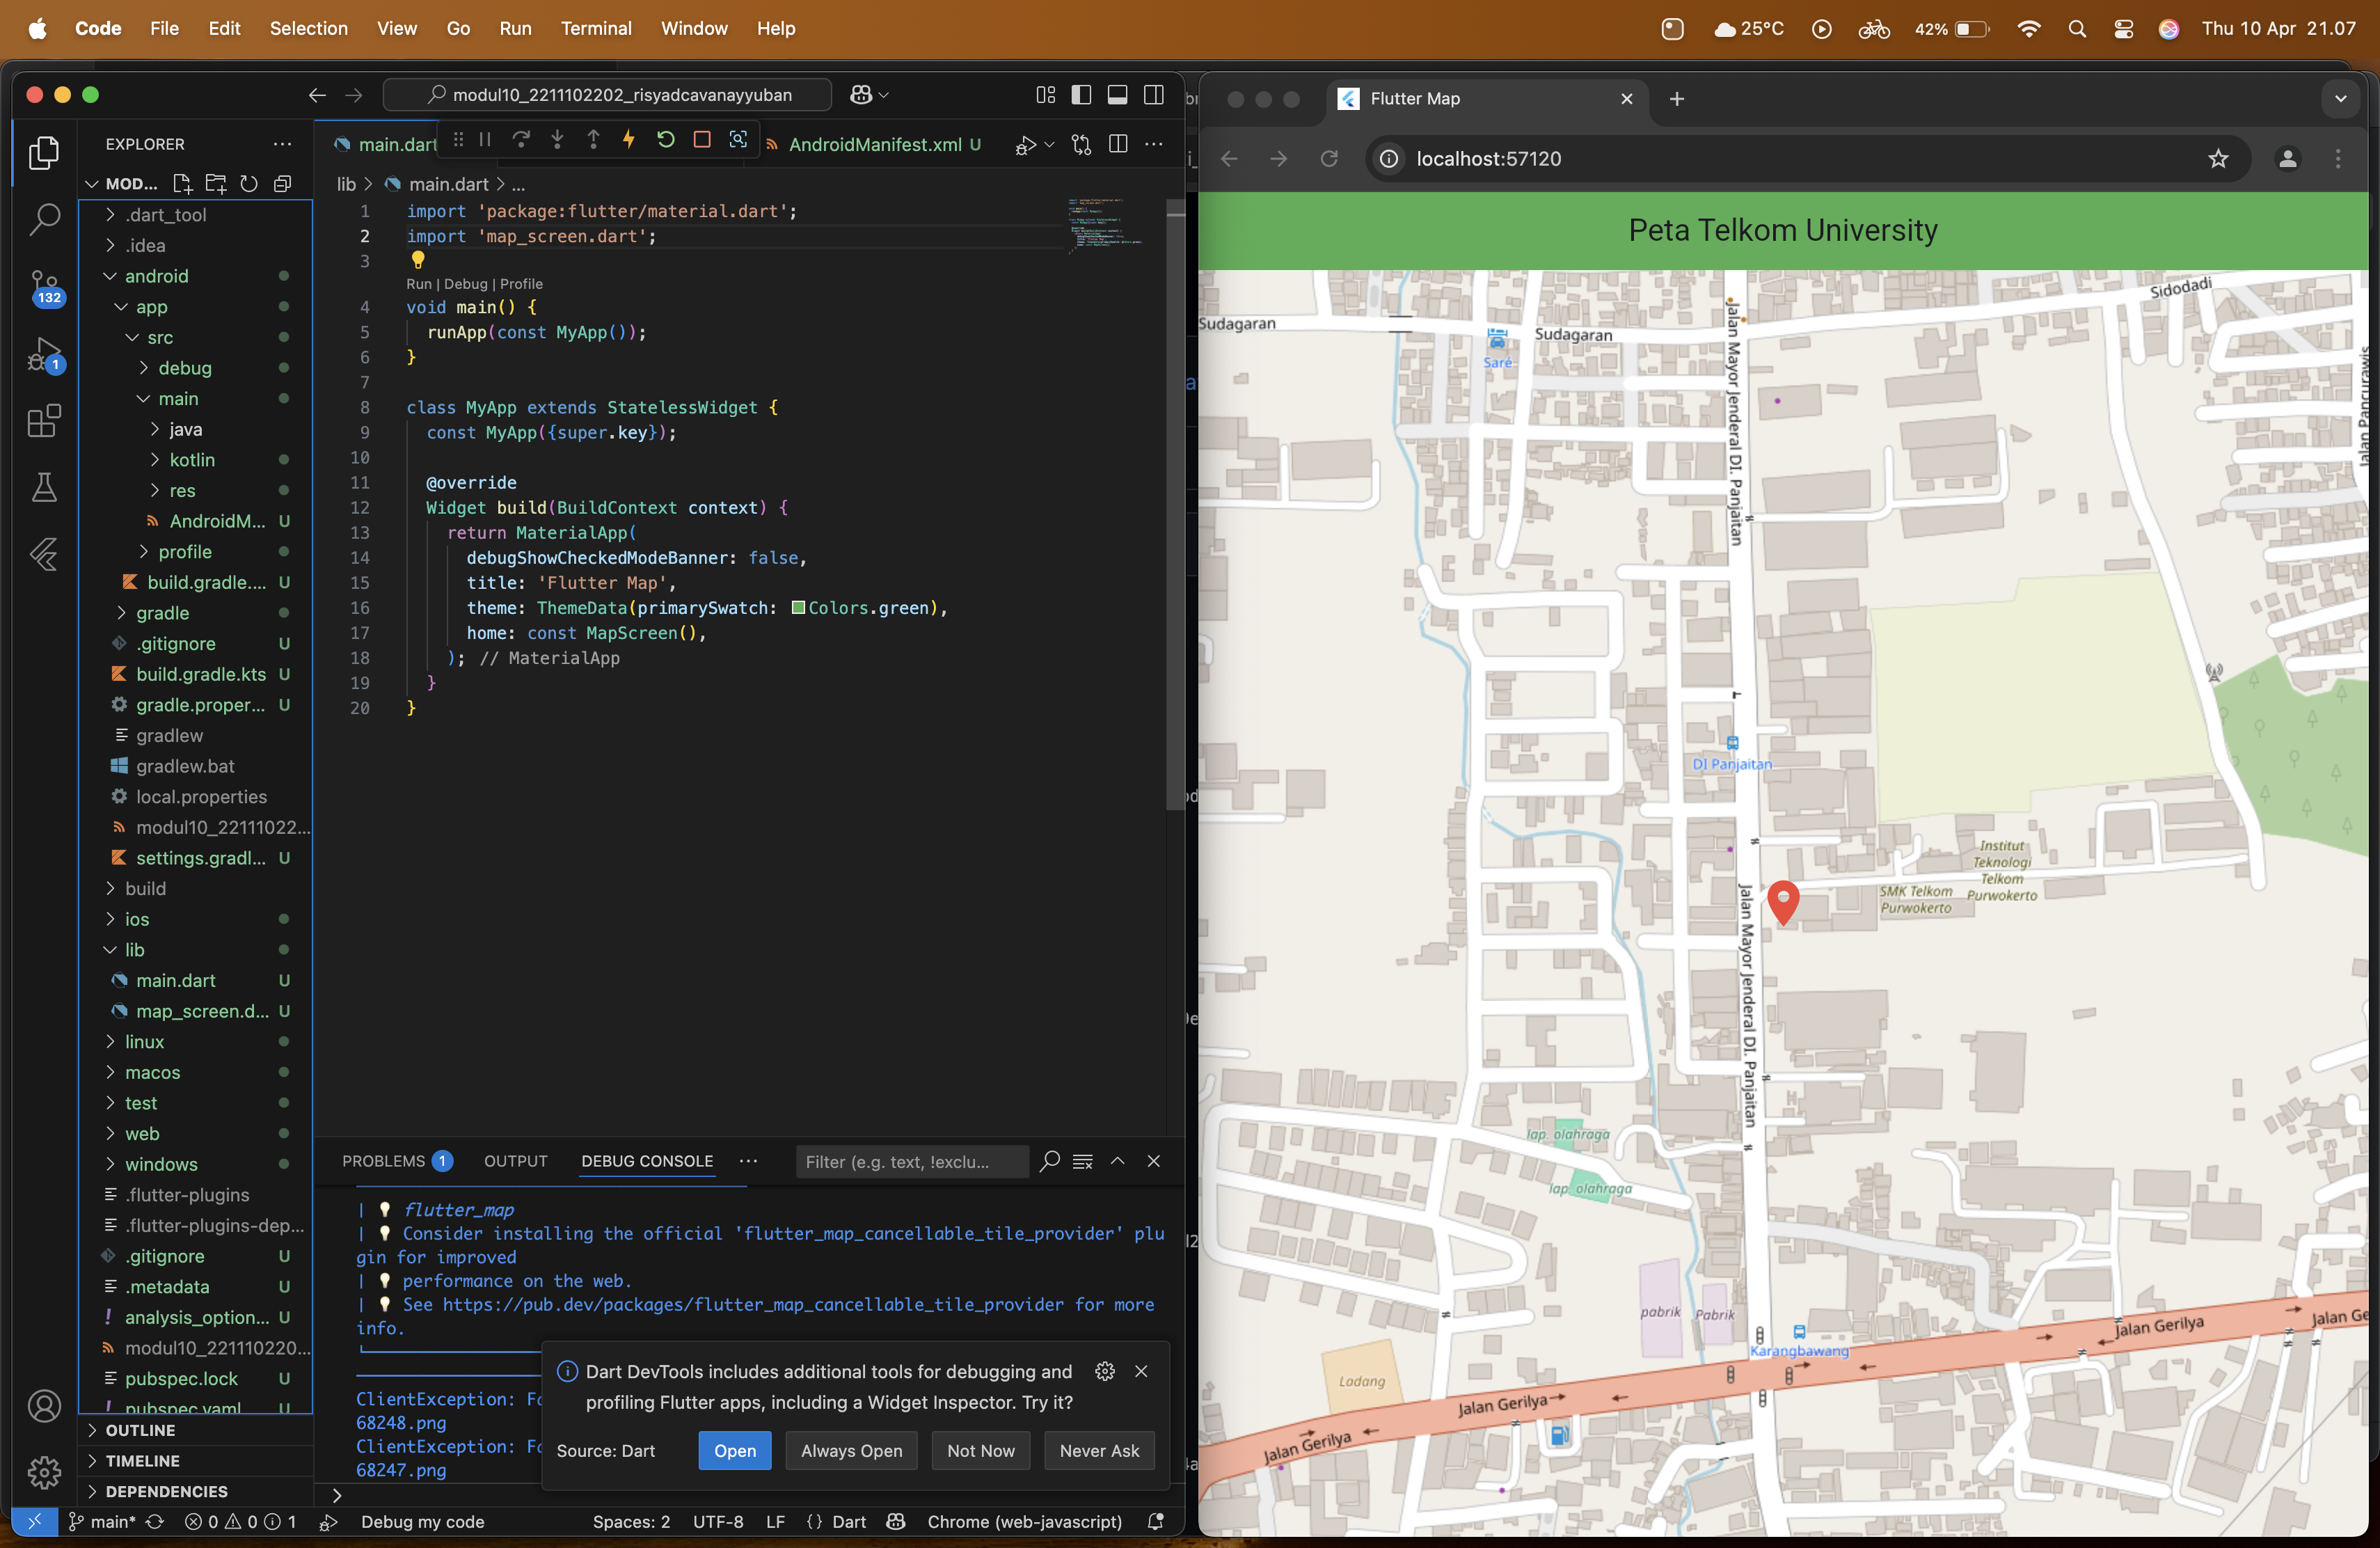 Code File Edit Selection View Go Run Terminal Window Help
25°C 42% Thu 10 Apr 21.07
modul10_2211102202_risyadcavanayyuban
EXPLORER
MOD...
.dart_tool
.idea
android
app
src
debug
main
java
kotlin
res
AndroidM... U
profile
build.gradle.... U
gradle
.gitignore U
build.gradle.kts U
gradle.proper... U
gradlew
gradlew.bat
local.properties
modul10_22111022...
settings.gradl... U
build
ios
lib
main.dart U
map_screen.d... U
linux
macos
test
web
windows
.flutter-plugins
.flutter-plugins-dep...
.gitignore U
.metadata U
analysis_option... U
modul10_221110220...
pubspec.lock U
pubspec.yaml U
OUTLINE
TIMELINE
DEPENDENCIES
132
1
main.dart
AndroidManifest.xml U
lib > main.dart > ...
1 import 'package:flutter/material.dart';
2 import 'map_screen.dart';
3
Run | Debug | Profile
4 void main() {
5 runApp(const MyApp());
6 }
7
8 class MyApp extends StatelessWidget {
9 const MyApp({super.key});
10
11 @override
12 Widget build(BuildContext context) {
13 return MaterialApp(
14 debugShowCheckedModeBanner: false,
15 title: 'Flutter Map',
16 theme: ThemeData(primarySwatch: Colors.green),
17 home: const MapScreen(),
18 ); // MaterialApp
19 }
20 }
PROBLEMS 1 OUTPUT DEBUG CONSOLE ... Filter (e.g. text, !exclu...
| 💡 flutter_map
| 💡 Consider installing the official 'flutter_map_cancellable_tile_provider' plu
gin for improved
| 💡 performance on the web.
| 💡 See https://pub.dev/packages/flutter_map_cancellable_tile_provider for more
info.
ClientException: Fa
68248.png
ClientException: Fa
68247.png
Dart DevTools includes additional tools for debugging and
profiling Flutter apps, including a Widget Inspector. Try it?
Source: Dart Open Always Open Not Now Never Ask
main* 0 0 1 Debug my code Spaces: 2 UTF-8 LF {} Dart Chrome (web-javascript)
Flutter Map
localhost:57120
Peta Telkom University
Sidodadi
Sudagaran
Sudagaran
Saré
Jalan Mayor Jenderal DI. Panjaitan
Jalan Pancurawis
DI Panjaitan
Institut
Teknologi
Telkom
Purwokerto
SMK Telkom
Purwokerto
Jalan Mayor Jenderal DI. Panjaitan
lap. olahraga
lap. olahraga
pabrik
Pabrik
Karangbawang
Jalan Gerilya
Jalan Ge
Ladang
Jalan Gerilya
Jalan Gerilya